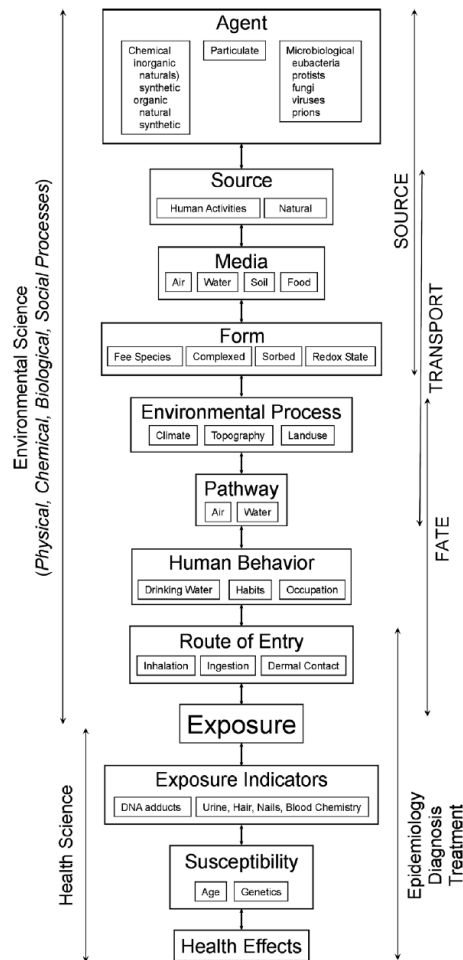 Agent
Chemical
inorganic
naturals)
synthetic
organic
natural
synthetic
Particulate
Microbiological
eubacteria
protists
fungi
viruses
prions
Source
Human Activities
Natural
Media
Air
Water
Soil
Food
Form
Fee Species
Complexed
Sorbed
Redox State
Environmental Process
Climate
Topography
Landuse
Pathway
Air
Water
Human Behavior
Drinking Water
Habits
Occupation
Route of Entry
Inhalation
Ingestion
Dermal Contact
Exposure
Exposure Indicators
DNA adducts
Urine, Hair, Nails, Blood Chemistry
Susceptibility
Age
Genetics
Health Effects
Environmental Science
(Physical, Chemical, Biological, Social Processes)
Health Science
SOURCE
TRANSPORT
FATE
Epidemiology
Diagnosis
Treatment